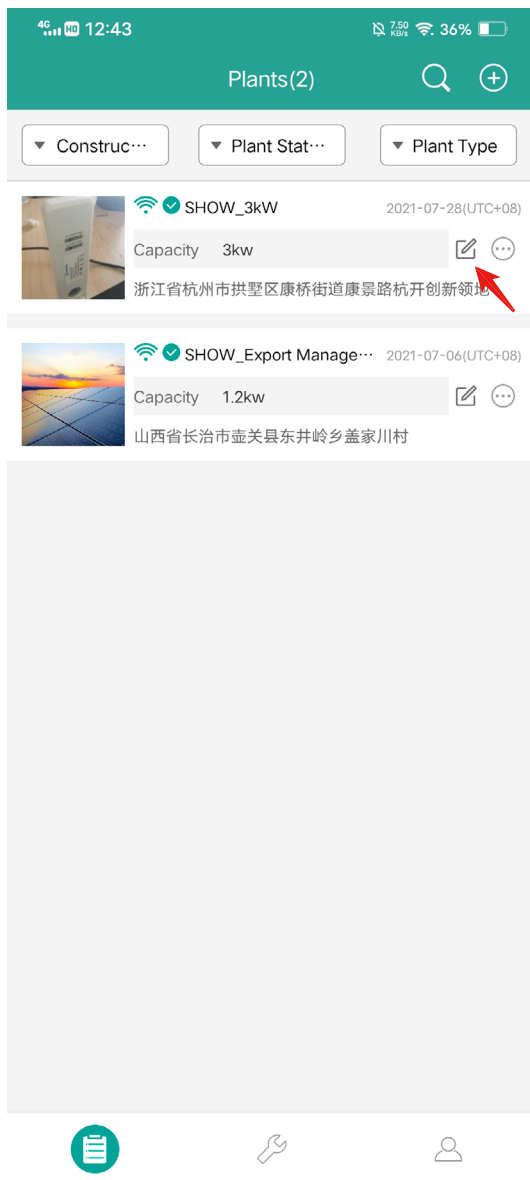 4G HD 12:43 7.50 KB/s 36%
Plants(2)
Construc··· Plant Stat··· Plant Type
SHOW_3kW 2021-07-28(UTC+08)
Capacity 3kw
浙江省杭州市拱墅区康桥街道康景路杭开创新领地
SHOW_Export Manage··· 2021-07-06(UTC+08)
Capacity 1.2kw
山西省长治市壶关县东井岭乡盖家川村